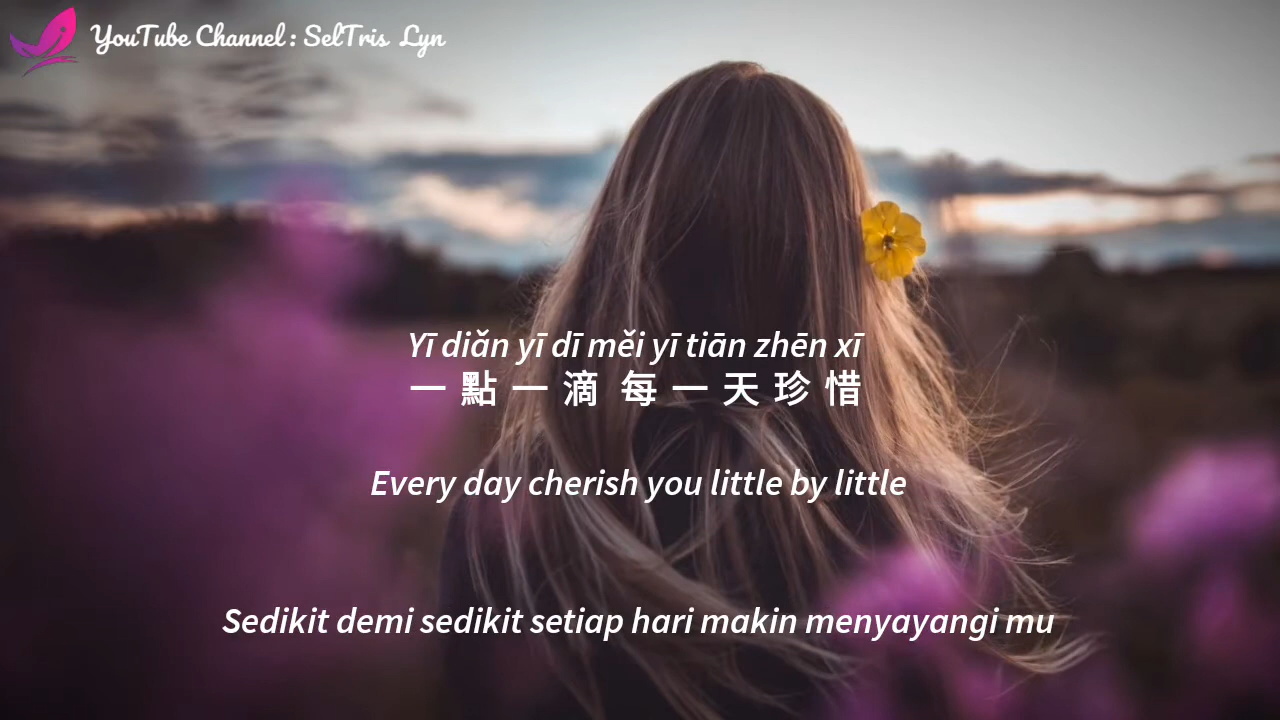 YouTube Channel : SelTris Lyn
Yī diǎn yī dī měi yī tiān zhēn xī
一 點 一 滴 每 一 天 珍 惜
Every day cherish you little by little
Sedikit demi sedikit setiap hari makin menyayangi mu